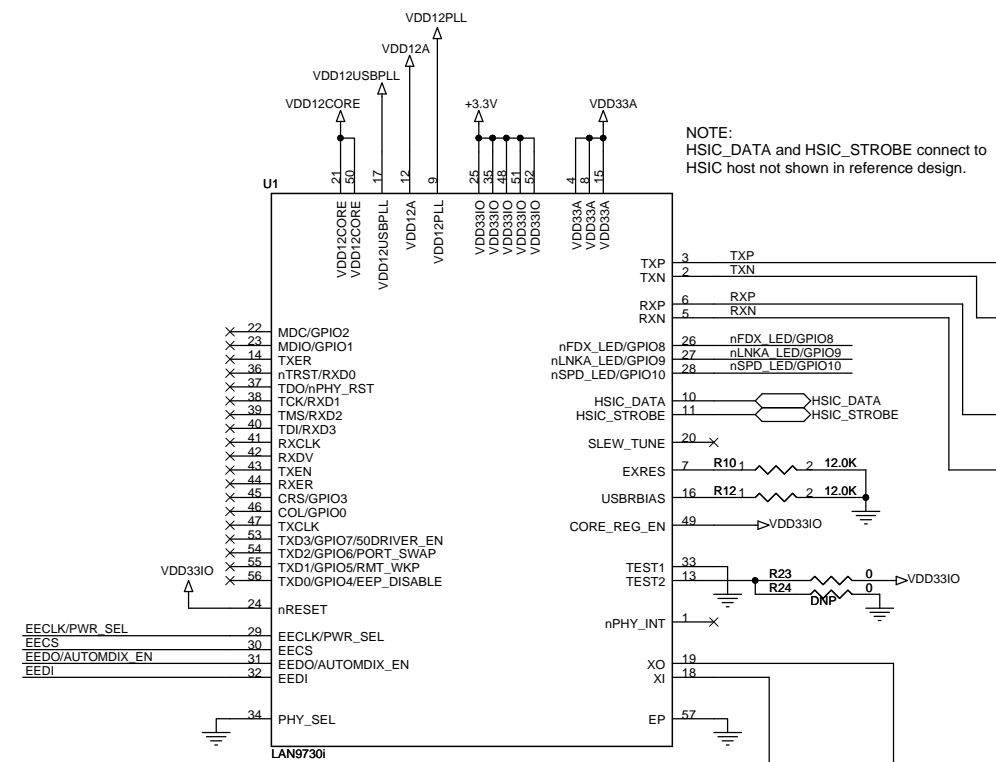 VDD12PLL
VDD12A
VDD12USBPLL
VDD12CORE
+3.3V
VDD33A
NOTE:
HSIC_DATA and HSIC_STROBE connect to
HSIC host not shown in reference design.
U1
21 50 17 12 9 25 35 48 51 52 4 8 15
VDD12CORE
VDD12CORE
VDD12USBPLL
VDD12A
VDD12PLL
VDD33IO
VDD33IO
VDD33IO
VDD33IO
VDD33IO
VDD33A
VDD33A
VDD33A
TXP 3 TXP
TXN 2 TXN
RXP 6 RXP
RXN 5 RXN
22 MDC/GPIO2
23 MDIO/GPIO1
14 TXER
36 nTRST/RXD0
37 TDO/nPHY_RST
38 TCK/RXD1
39 TMS/RXD2
40 TDI/RXD3
41 RXCLK
42 RXDV
43 TXEN
44 RXER
45 CRS/GPIO3
46 COL/GPIO0
47 TXCLK
53 TXD3/GPIO7/50DRIVER_EN
54 TXD2/GPIO6/PORT_SWAP
55 TXD1/GPIO5/RMT_WKP
56 TXD0/GPIO4/EEP_DISABLE
VDD33IO
24 nRESET
EECLK/PWR_SEL 29 EECLK/PWR_SEL
EECS 30 EECS
EEDO/AUTOMDIX_EN 31 EEDO/AUTOMDIX_EN
EEDI 32 EEDI
34 PHY_SEL
nFDX_LED/GPIO8 26 nFDX_LED/GPIO8
nLNKA_LED/GPIO9 27 nLNKA_LED/GPIO9
nSPD_LED/GPIO10 28 nSPD_LED/GPIO10
HSIC_DATA 10 HSIC_DATA
HSIC_STROBE 11 HSIC_STROBE
SLEW_TUNE 20
EXRES 7 R10 1 2 12.0K
USBRBIAS 16 R12 1 2 12.0K
CORE_REG_EN 49 VDD33IO
TEST1 33
TEST2 13 R23 0 VDD33IO
R24 DNP 0
nPHY_INT 1
XO 19
XI 18
EP 57
LAN9730i